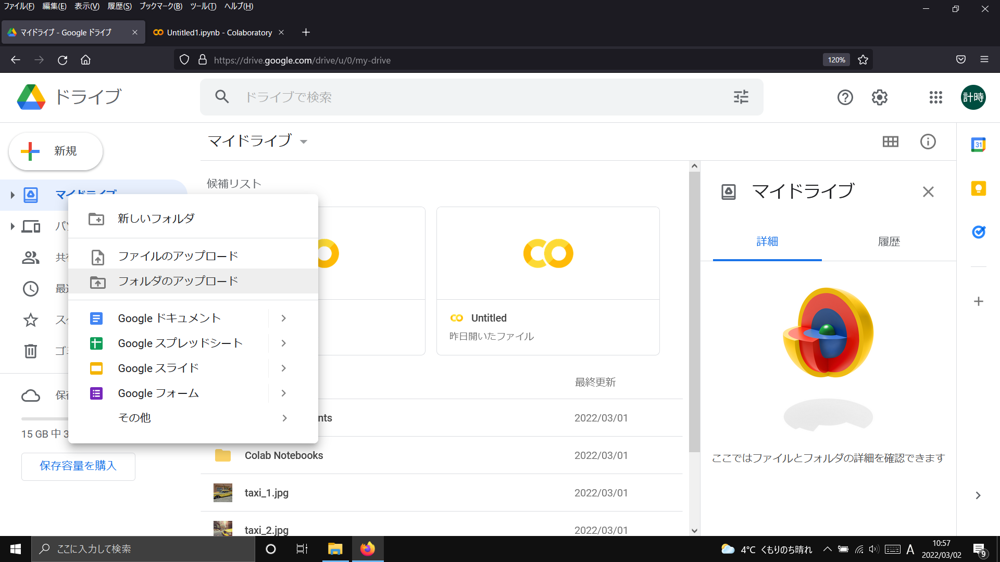 ファイル(F) 編集(E) 表示(V) 履歴(S) ブックマーク(B) ツール(T) ヘルプ(H)
マイドライブ - Google ドライブ
Untitled1.ipynb - Colaboratory
https://drive.google.com/drive/u/0/my-drive
120%
ドライブ
ドライブで検索
計時
新規
マイドライブ
31
候補リスト
マイドライブ
マイドライブ
新しいフォルダ
詳細
履歴
ファイルのアップロード
フォルダのアップロード
Google ドキュメント
Untitled
昨日開いたファイル
Google スプレッドシート
Google スライド
Google フォーム
最終更新
その他
nts
2022/03/01
15 GB 中 3
保存容量を購入
Colab Notebooks
2022/03/01
ここではファイルとフォルダの詳細を確認できます
taxi_1.jpg
2022/03/01
taxi_2.jpg
2022/03/01
ここに入力して検索
4°C くもりのち晴れ
A
10:57
2022/03/02
9